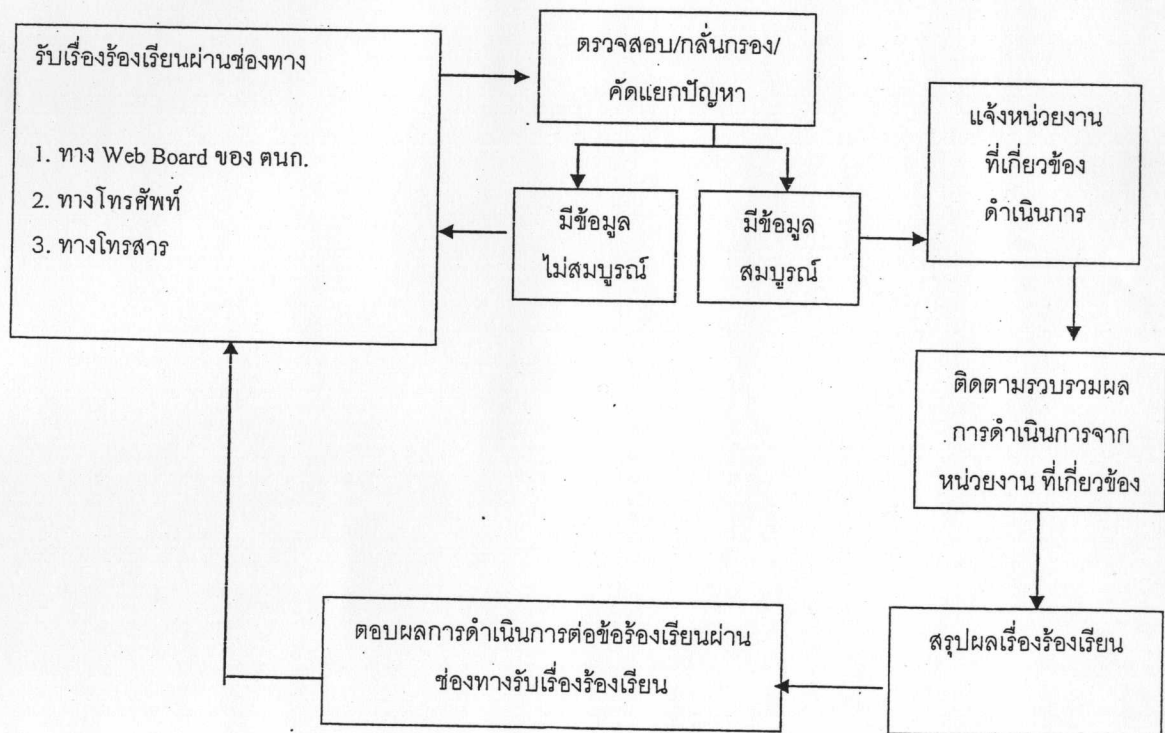 รับเรื่องร้องเรียนผ่านช่องทาง
1. ทาง Web Board ของ ตนก.
2. ทางโทรศัพท์
3. ทางโทรสาร
ตรวจสอบ/กลั่นกรอง/
คัดแยกปัญหา
มีข้อมูล
ไม่สมบูรณ์
มีข้อมูล
สมบูรณ์
แจ้งหน่วยงาน
ที่เกี่ยวข้อง
ดำเนินการ
ติดตามรวบรวมผล
การดำเนินการจาก
หน่วยงาน ที่เกี่ยวข้อง
สรุปผลเรื่องร้องเรียน
ตอบผลการดำเนินการต่อข้อร้องเรียนผ่าน
ช่องทางรับเรื่องร้องเรียน